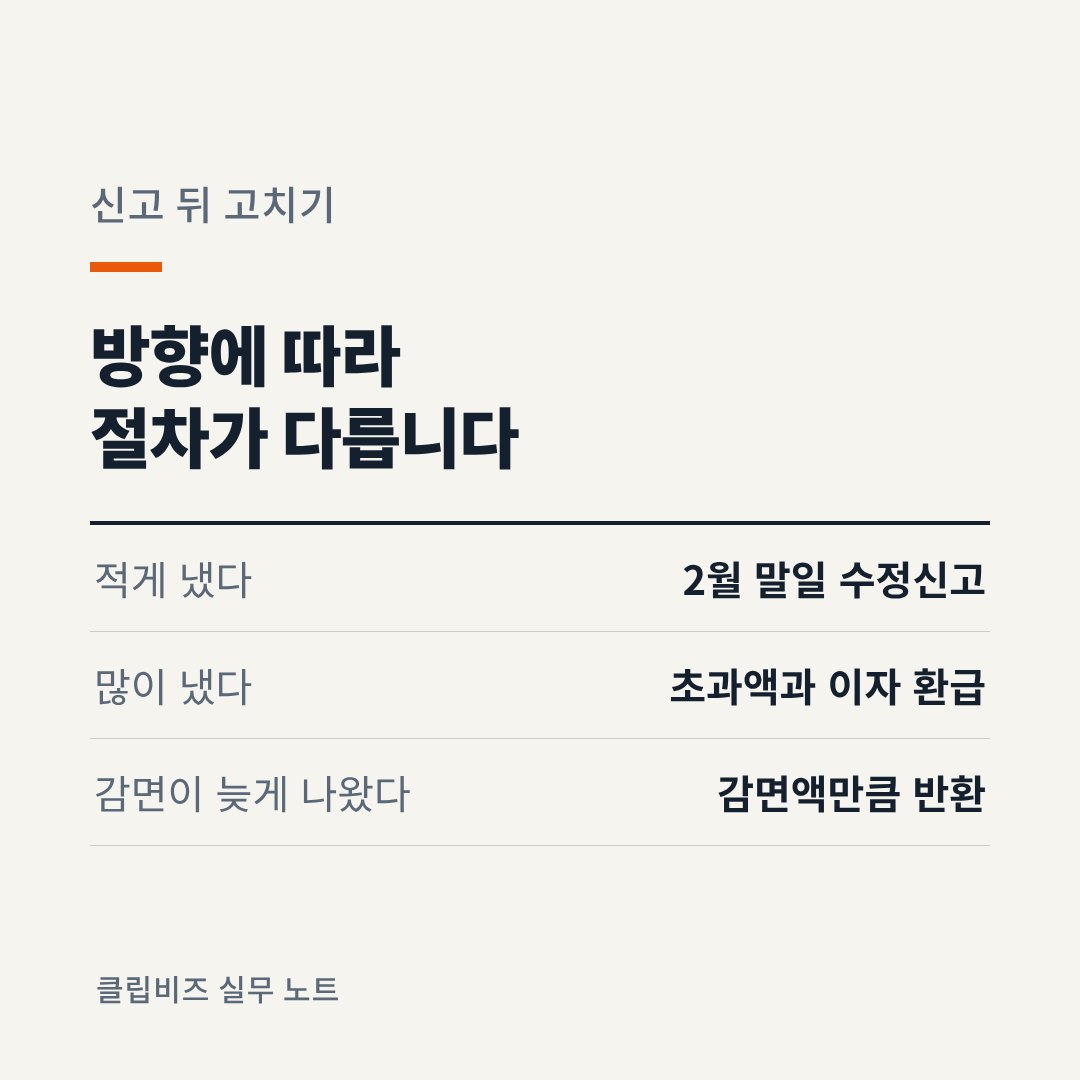 신고 뒤 고치기
방향에 따라
절차가 다릅니다
적게 냈다 2월 말일 수정신고
많이 냈다 초과액과 이자 환급
감면이 늦게 나왔다 감면액만큼 반환
클립비즈 실무 노트